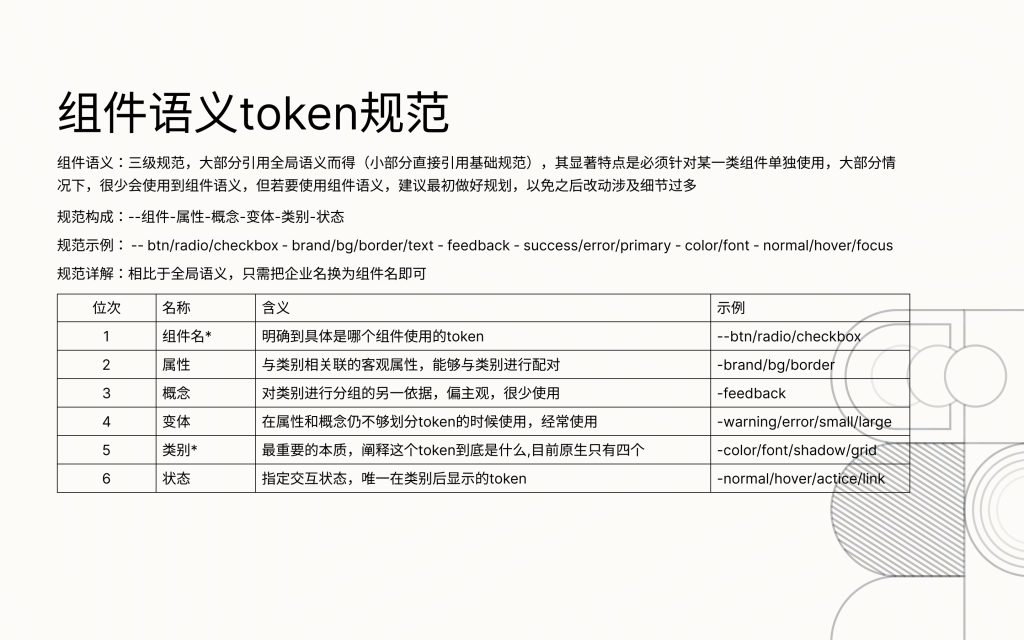 组件语义token规范
组件语义：三级规范，大部分引用全局语义而得（小部分直接引用基础规范），其显著特点是必须针对某一类组件单独使用，大部分情
况下，很少会使用到组件语义，但若要使用组件语义，建议最初做好规划，以免之后改动涉及细节过多
规范构成：--组件-属性-概念-变体-类别-状态
规范示例： -- btn/radio/checkbox - brand/bg/border/text - feedback - success/error/primary - color/font - normal/hover/focus
规范详解：相比于全局语义，只需把企业名换为组件名即可
位次 名称 含义 示例
1 组件名* 明确到具体是哪个组件使用的token --btn/radio/checkbox
2 属性 与类别相关联的客观属性，能够与类别进行配对 -brand/bg/border
3 概念 对类别进行分组的另一依据，偏主观，很少使用 -feedback
4 变体 在属性和概念仍不够划分token的时候使用，经常使用 -warning/error/small/large
5 类别* 最重要的本质，阐释这个token到底是什么,目前原生只有四个 -color/font/shadow/grid
6 状态 指定交互状态，唯一在类别后显示的token -normal/hover/actice/link